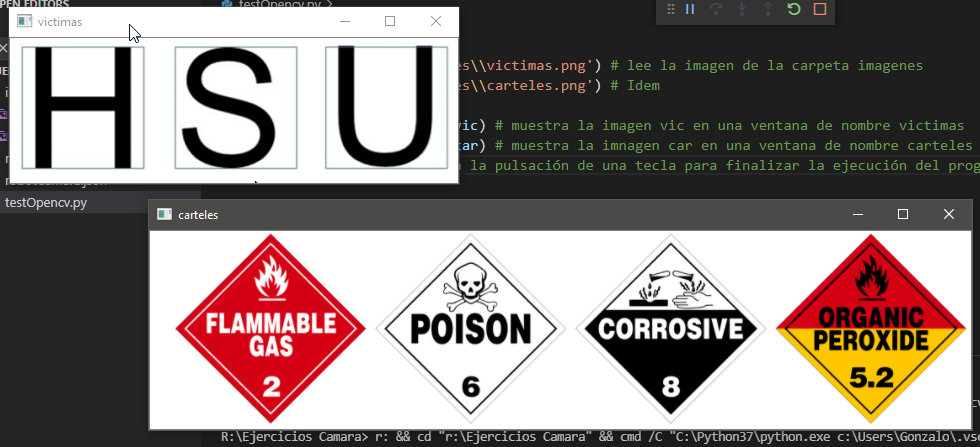 testOpencv.py
victimas
PEN EDITORS
H S U
es\\victimas.png') # lee la imagen de la carpeta imagenes
es\\carteles.png') # Idem
vic) # muestra la imagen vic en una ventana de nombre victimas
car) # muestra la imnagen car en una ventana de nombre carteles
la pulsación de una tecla para finalizar la ejecución del prog
testOpencv.py
carteles
FLAMMABLE
GAS
2
POISON
6
CORROSIVE
8
ORGANIC
PEROXIDE
5.2
R:\Ejercicios Camara> r: && cd "r:\Ejercicios Camara" && cmd /C "C:\Python37\python.exe c:\Users\Gonzalo\.vs